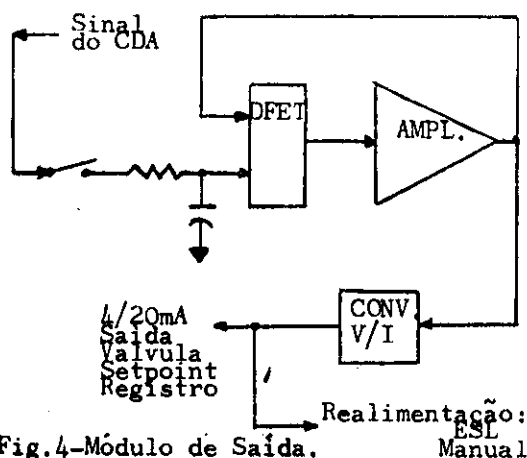 Sinal
do CDA
DFET
AMPL.
CONV
V/I
4/20mA
Saída
Valvula
Setpoint
Registro
Realimentação:
ESL
Manual
Fig.4-Módulo de Saída.